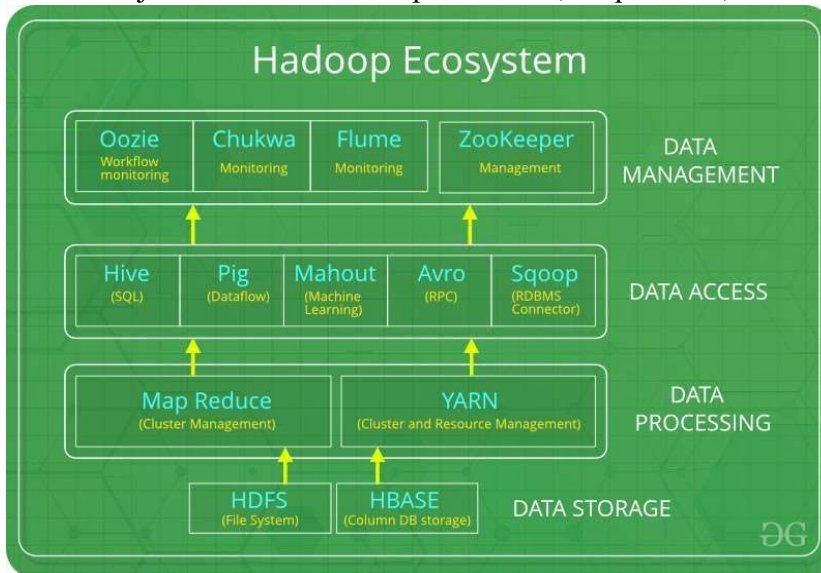 Hadoop Ecosystem
Oozie
Workflow
monitoring
Chukwa
Monitoring
Flume
Monitoring
ZooKeeper
Management
DATA
MANAGEMENT
Hive
(SQL)
Pig
(Dataflow)
Mahout
(Machine
Learning)
Avro
(RPC)
Sqoop
(RDBMS
Connector)
DATA ACCESS
Map Reduce
(Cluster Management)
YARN
(Cluster and Resource Management)
DATA
PROCESSING
HDFS
(File System)
HBASE
(Column DB storage)
DATA STORAGE